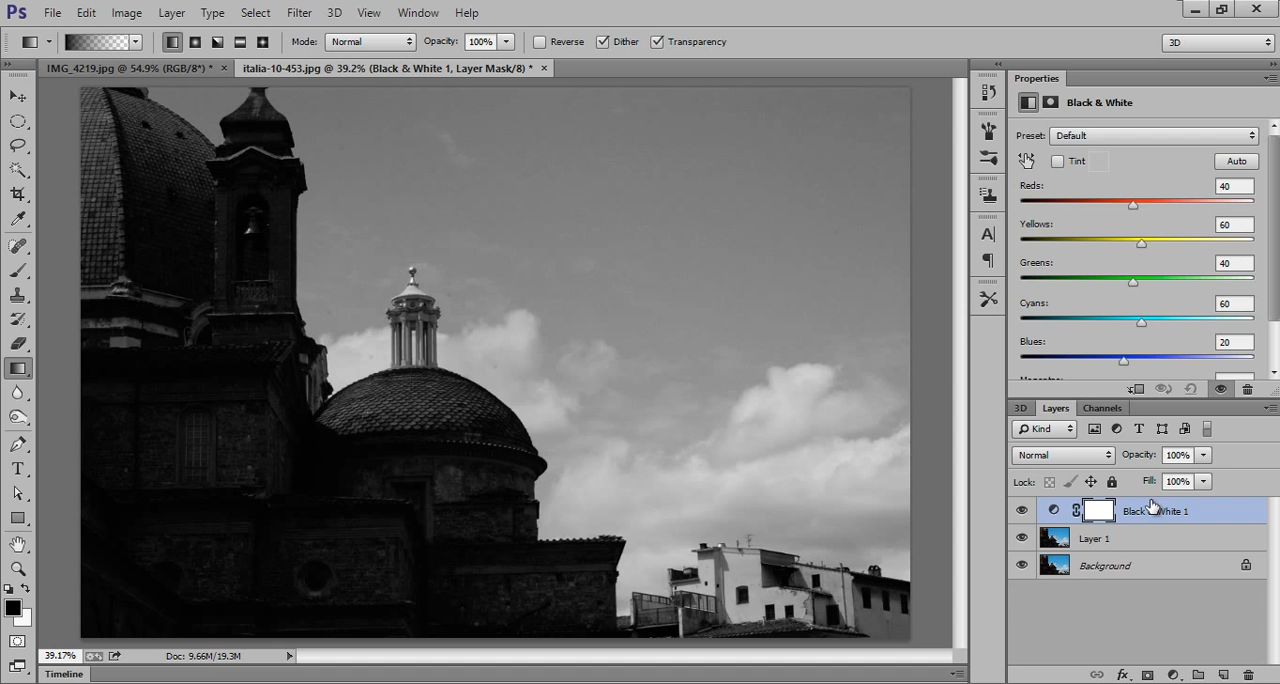 Ps File Edit Image Layer Type Select Filter 3D View Window Help
Mode: Normal Opacity: 100% Reverse Dither Transparency 3D
IMG_4219.jpg @ 54.9% (RGB/8*) * × italia-10-453.jpg @ 39.2% (Black & White 1, Layer Mask/8) * ×
Properties
Black & White
Preset: Default
Tint Auto
Reds: 40
Yellows: 60
Greens: 40
Cyans: 60
Blues: 20
3D Layers Channels
Kind
Normal Opacity: 100%
Lock: Fill: 100%
White 1
Layer 1
Background
39.17% Doc: 9.66M/19.3M
Timeline